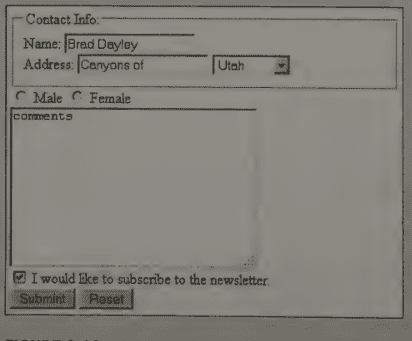 Contact Info:
Name: Brad Dayley
Address: Canyons of Utah
Male Female
comments
I would like to subscribe to the newsletter.
Submint Reset